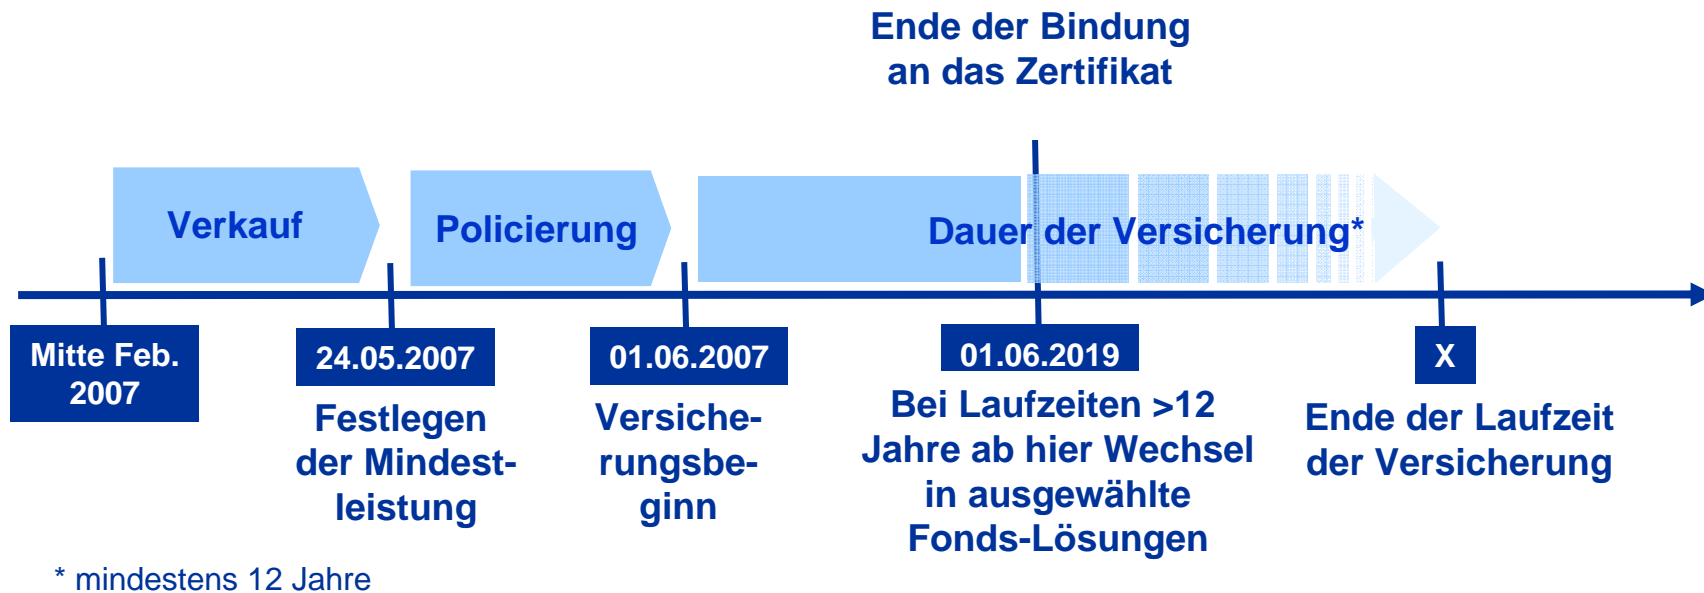 Ende der Bindung
an das Zertifikat
Verkauf
Policierung
Dauer der Versicherung*
Mitte Feb.
2007
24.05.2007
Festlegen
der Mindest-
leistung
01.06.2007
Versiche-
rungsbe-
ginn
01.06.2019
Bei Laufzeiten >12
Jahre ab hier Wechsel
in ausgewählte
Fonds-Lösungen
X
Ende der Laufzeit
der Versicherung
* mindestens 12 Jahre